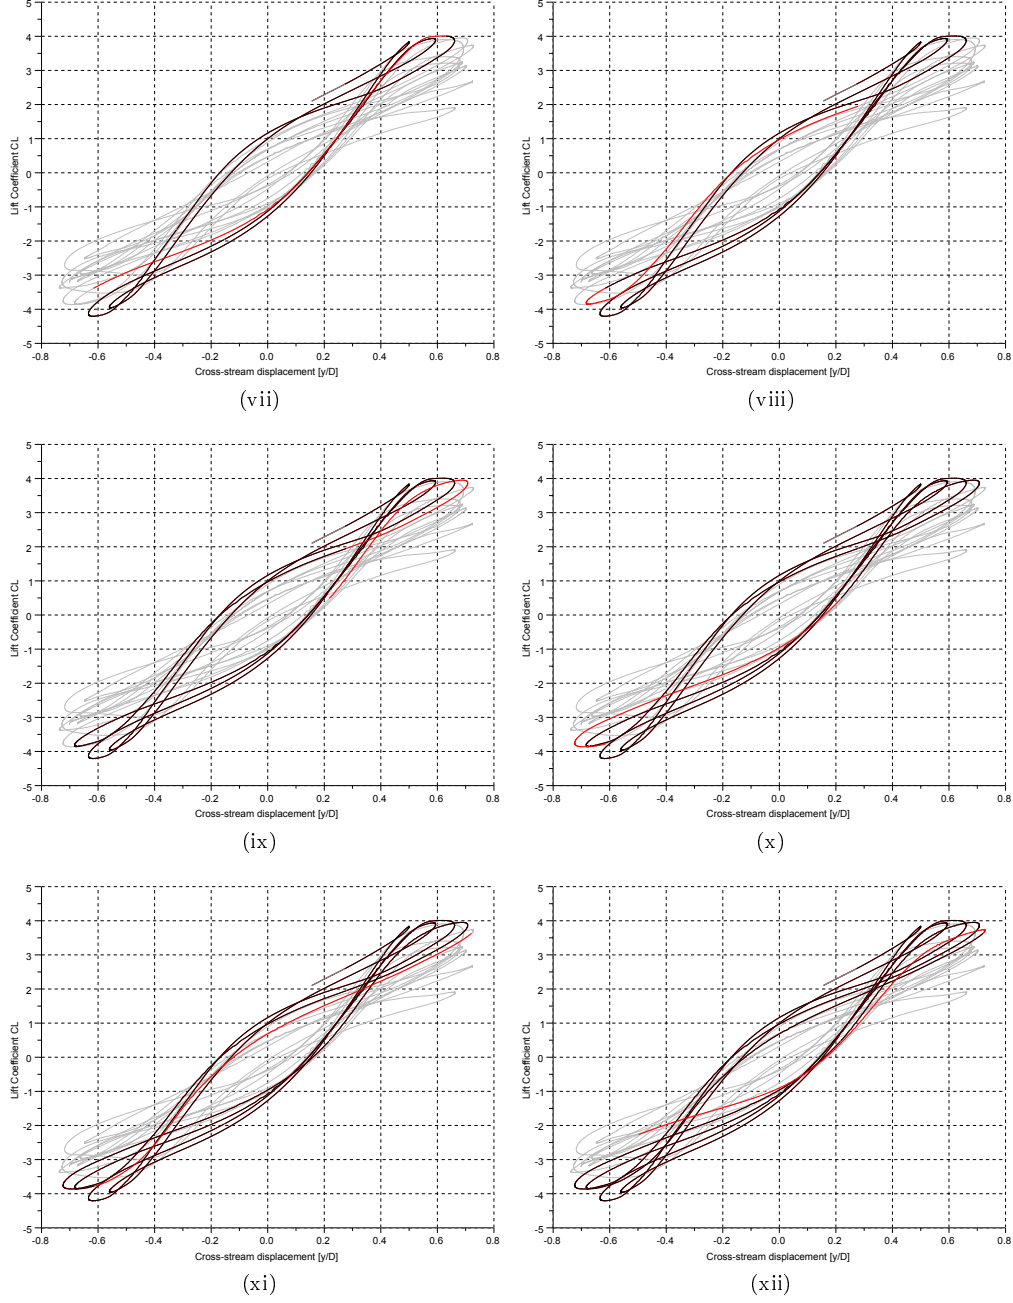 5 5
4 4
3 3
2 2
1 1
0 0
-1 -1
-2 -2
-3 -3
-4 -4
-5 -5
Lift Coefficient CL Lift Coefficient CL
-0.8 -0.6 -0.4 -0.2 0.0 0.2 0.4 0.6 0.8 -0.8 -0.6 -0.4 -0.2 0.0 0.2 0.4 0.6 0.8
Cross-stream displacement [y/D] Cross-stream displacement [y/D]
(vii) (viii)
5 5
4 4
3 3
2 2
1 1
0 0
-1 -1
-2 -2
-3 -3
-4 -4
-5 -5
Lift Coefficient CL Lift Coefficient CL
-0.8 -0.6 -0.4 -0.2 0.0 0.2 0.4 0.6 0.8 -0.8 -0.6 -0.4 -0.2 0.0 0.2 0.4 0.6 0.8
Cross-stream displacement [y/D] Cross-stream displacement [y/D]
(ix) (x)
5 5
4 4
3 3
2 2
1 1
0 0
-1 -1
-2 -2
-3 -3
-4 -4
-5 -5
Lift Coefficient CL Lift Coefficient CL
-0.8 -0.6 -0.4 -0.2 0.0 0.2 0.4 0.6 0.8 -0.8 -0.6 -0.4 -0.2 0.0 0.2 0.4 0.6 0.8
Cross-stream displacement [y/D] Cross-stream displacement [y/D]
(xi) (xii)